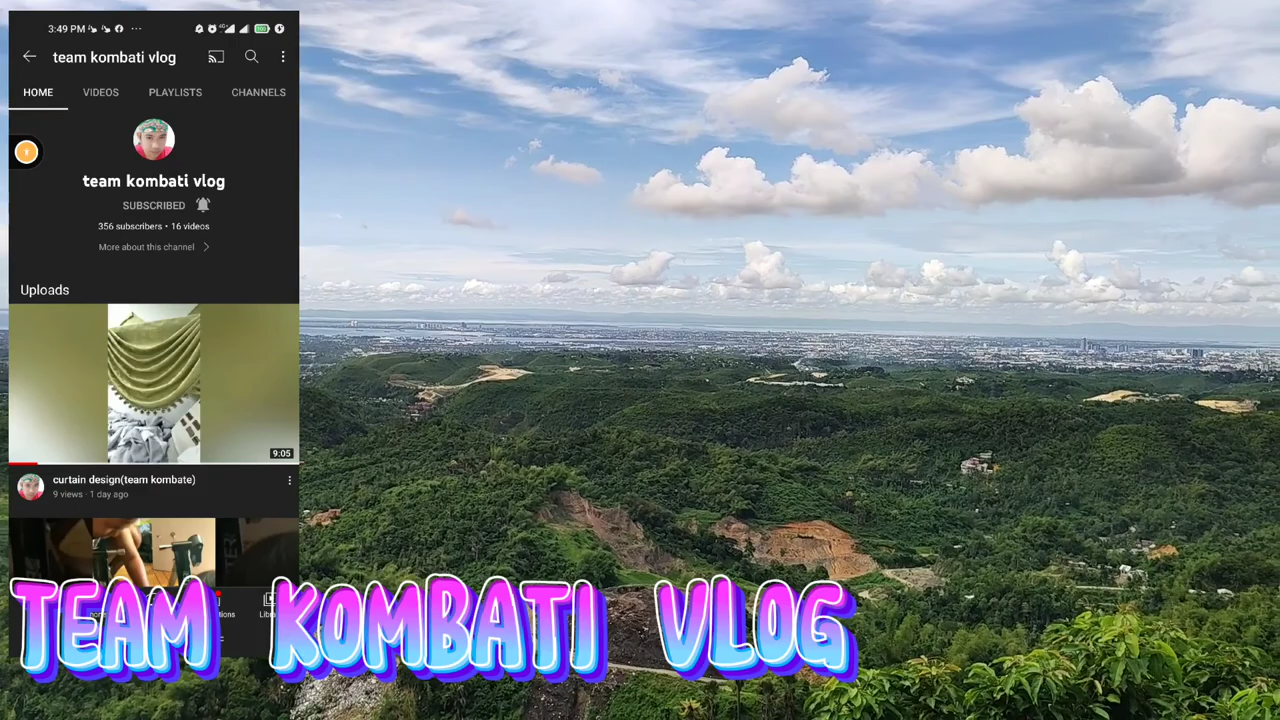 3:49 PM
team kombati vlog
HOME VIDEOS PLAYLISTS CHANNELS
team kombati vlog
SUBSCRIBED
356 subscribers • 16 videos
More about this channel
Uploads
9:05
curtain design(team kombate)
9 views · 1 day ago
TEAM KOMBATI VLOG